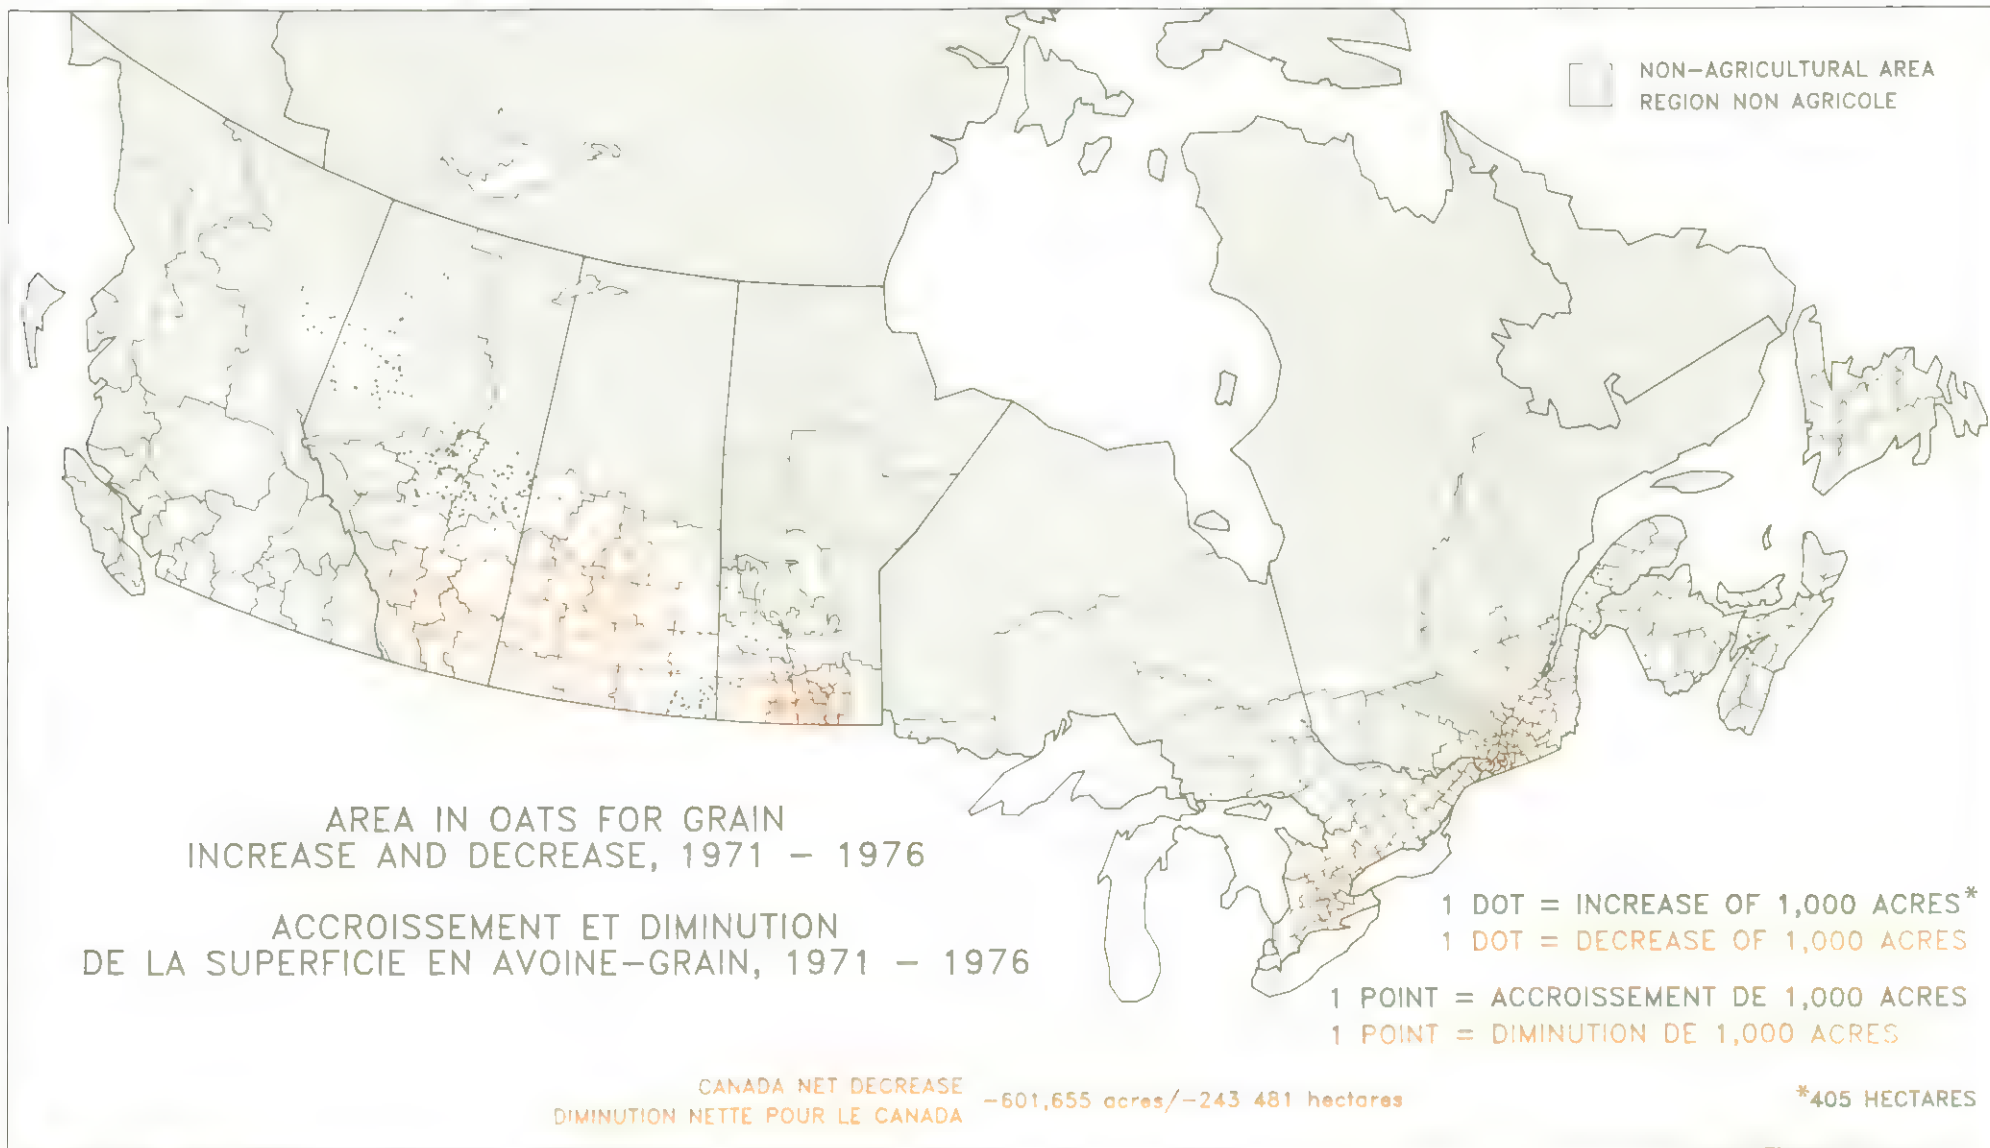 NON-AGRICULTURAL AREA
REGION NON AGRICOLE
AREA IN OATS FOR GRAIN
INCREASE AND DECREASE, 1971 - 1976
ACCROISSEMENT ET DIMINUTION
DE LA SUPERFICIE EN AVOINE-GRAIN, 1971 - 1976
1 DOT = INCREASE OF 1,000 ACRES*
1 DOT = DECREASE OF 1,000 ACRES
1 POINT = ACCROISSEMENT DE 1,000 ACRES
1 POINT = DIMINUTION DE 1,000 ACRES
CANADA NET DECREASE
DIMINUTION NETTE POUR LE CANADA
-601,655 acres/-243 481 hectares
*405 HECTARES